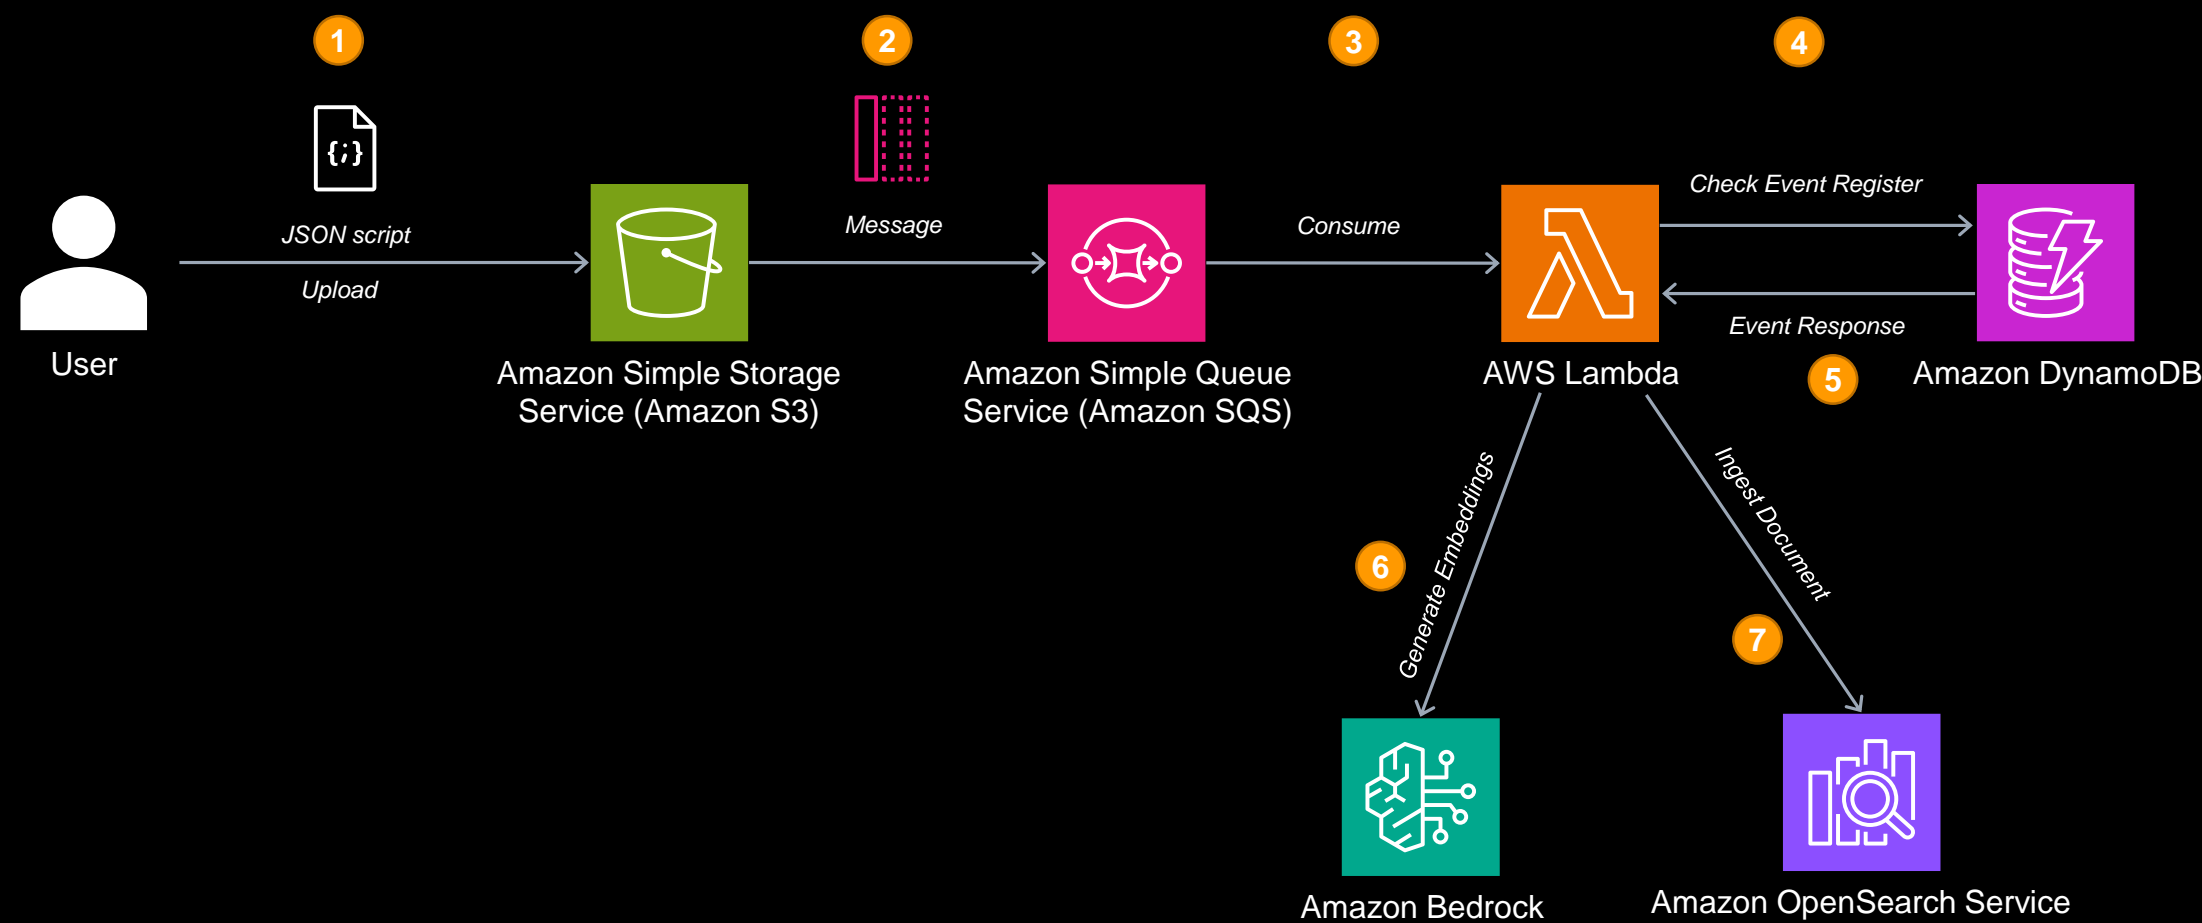 1
2
3
4
{;}
JSON script
Upload
Message
Consume
Check Event Register
Event Response
User
Amazon Simple Storage
Service (Amazon S3)
Amazon Simple Queue
Service (Amazon SQS)
AWS Lambda
5
Amazon DynamoDB
Generate Embeddings
Ingest Document
6
7
Amazon Bedrock
Amazon OpenSearch Service